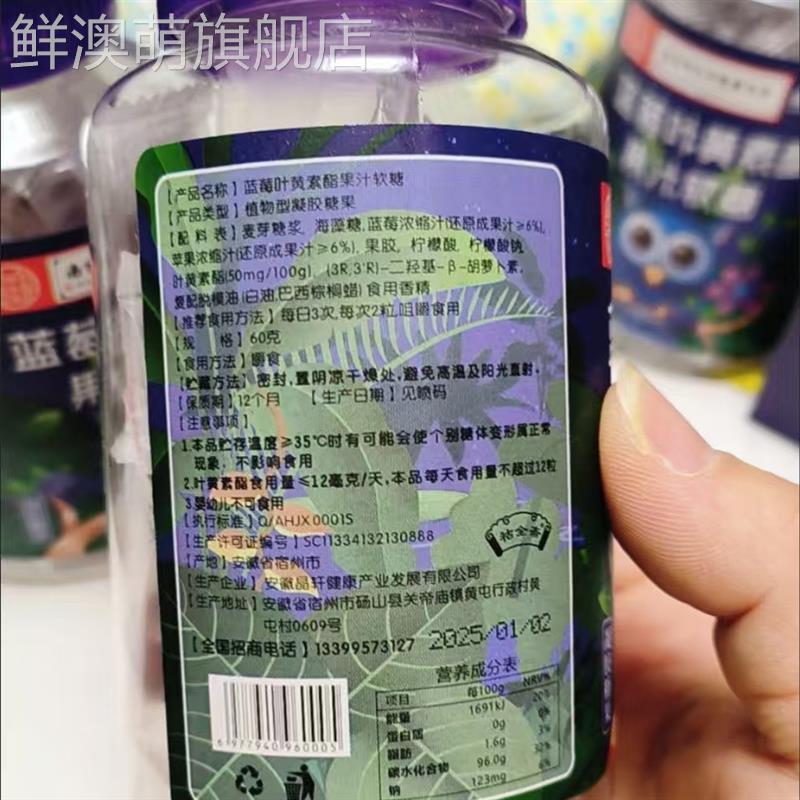 鲜澳萌旗舰店
【产品名称】蓝莓叶黄素酯果汁软糖
【产品类型】植物型凝胶糖果
【配 料 表】麦芽糖浆, 海藻糖, 蓝莓浓缩汁(还原成果汁≥6%),
苹果浓缩汁(还原成果汁≥6%), 果胶, 柠檬酸, 柠檬酸钠,
叶黄素酯(50mg/100g), (3R,3'R)-二羟基-β-胡萝卜素,
复配脱模油(白油,巴西棕榈蜡) 食用香精
【推荐食用方法】每日3次,每次2粒,咀嚼食用
【规 格】60克
【食用方法】嚼食
【贮藏方法】密封,置阴凉干燥处,避免高温及阳光直射,
【保质期】12个月 【生产日期】见喷码
【注意事项】
1.本品贮存温度≥35℃时有可能会使个别糖体变形属正常
现象, 不影响食用
2.叶黄素酯食用量≤12毫克/天,本品每天食用量不超过12粒
3.婴幼儿不可食用
【执行标准】Q/AHJX 0001S
【生产许可证编号】SC11334132130888
【产地】安徽省宿州市
【生产企业】安徽晶轩健康产业发展有限公司
【生产地址】安徽省宿州市砀山县关帝庙镇黄屯行政村黄
屯村0609号
【全国招商电话】13399573127
2025/01/02
营养成分表
项目 每100g NRV%
能量 1691kJ 20%
蛋白质 0g 0%
脂肪 1.6g 3%
碳水化合物 96.0g 32%
钠 123mg 6%
6977940960005
蓝莓